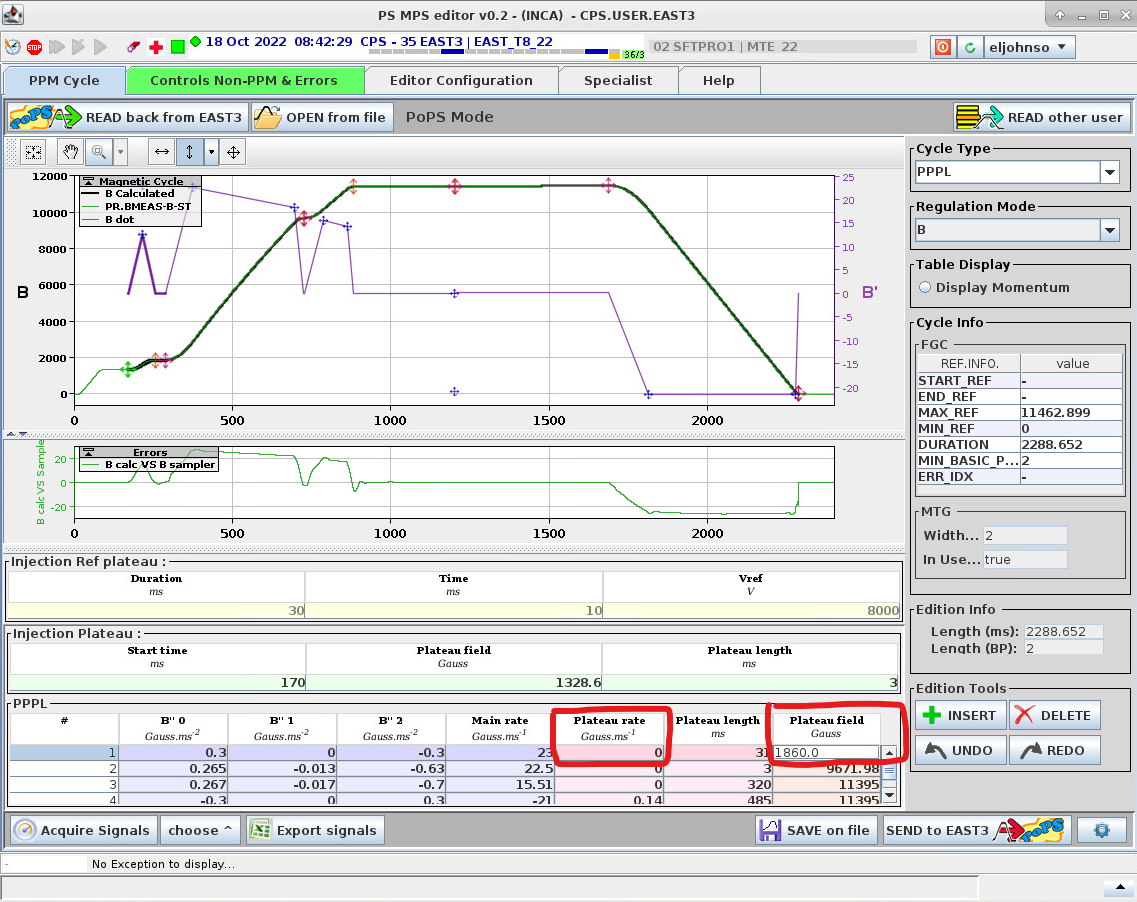 PS MPS editor v0.2 - (INCA)  - CPS.USER.EAST3
STOP
18 Oct 2022  08:42:29  CPS - 35 EAST3 | EAST_T8_22
36/3
02 SFTPRO1 | MTE_22
eljohnso
PPM Cycle
Controls Non-PPM & Errors
Editor Configuration
Specialist
Help
POPS
READ back from EAST3
OPEN from file
PoPS Mode
READ other user
Magnetic Cycle
B Calculated
PR.BMEAS-B-ST
B dot
12000
10000
8000
6000
4000
2000
0
B
25
20
15
10
5
0
-5
-10
-15
-20
B'
0 500 1000 1500 2000
Errors
B calc VS B sampler
B calc VS Sample
20
0
-20
0 500 1000 1500 2000
Cycle Type
PPPL
Regulation Mode
B
Table Display
Display Momentum
Cycle Info
FGC
REF.INFO. value
START_REF -
END_REF -
MAX_REF 11462.899
MIN_REF 0
DURATION 2288.652
MIN_BASIC_P... 2
ERR_IDX -
MTG
Width... 2
In Use... true
Edition Info
Length (ms): 2288.652
Length (BP): 2
Edition Tools
INSERT DELETE
UNDO REDO
Injection Ref plateau :
Duration Time Vref
ms ms V
30 10 8000
Injection Plateau :
Start time Plateau field Plateau length
ms Gauss ms
170 1328.6 3
PPPL
# B'' 0 B'' 1 B'' 2 Main rate Plateau rate Plateau length Plateau field
Gauss.ms-2 Gauss.ms-2 Gauss.ms-2 Gauss.ms-1 Gauss.ms-1 ms Gauss
1 0.3 0 -0.3 23 0 31 1860.0
2 0.265 -0.013 -0.63 22.5 0 3 9671.98
3 0.267 -0.017 -0.7 15.51 0 320 11395
4 -0.3 0 0.3 -21 0.14 485 11395
Acquire Signals
choose ^
Export signals
SAVE on file
SEND to EAST3
POPS
- No Exception to display...